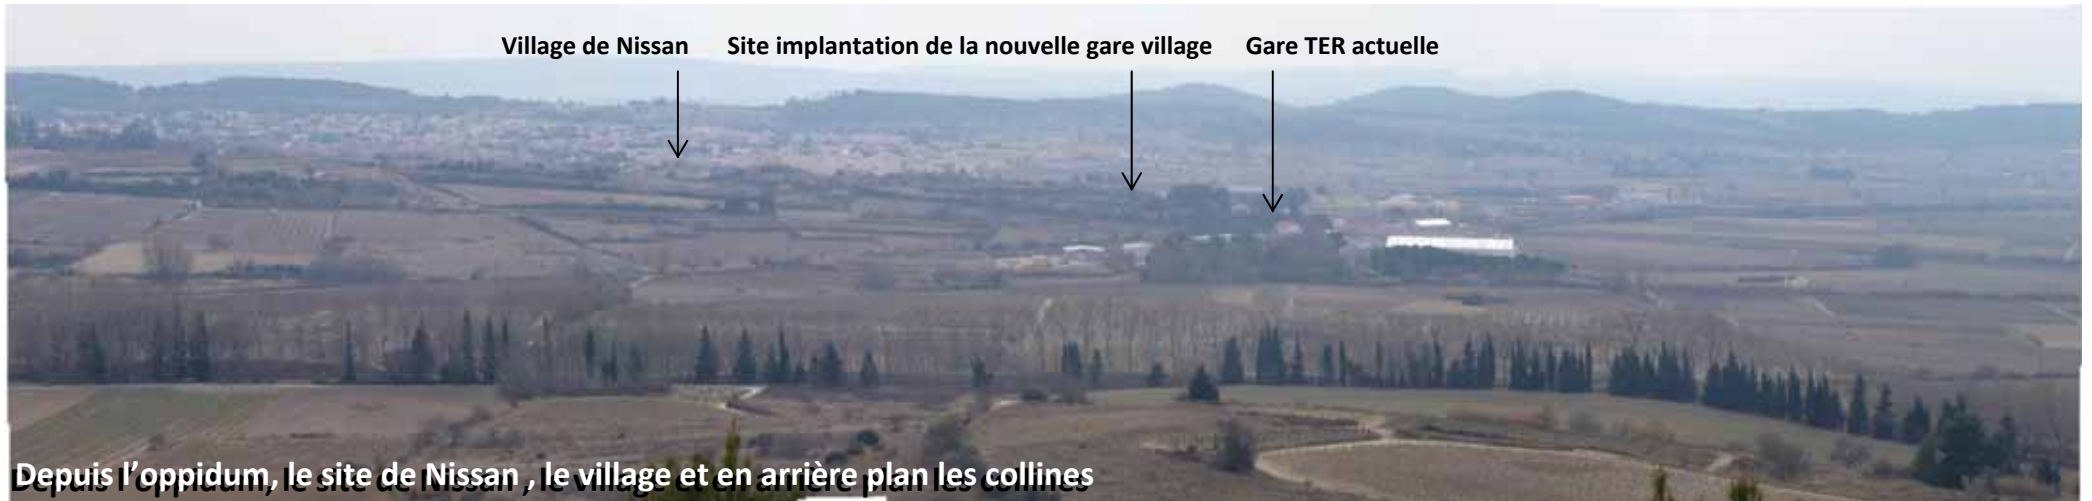 Village de Nissan Site implantation de la nouvelle gare village Gare TER actuelle
Depuis l'oppidum, le site de Nissan , le village et en arrière plan les collines